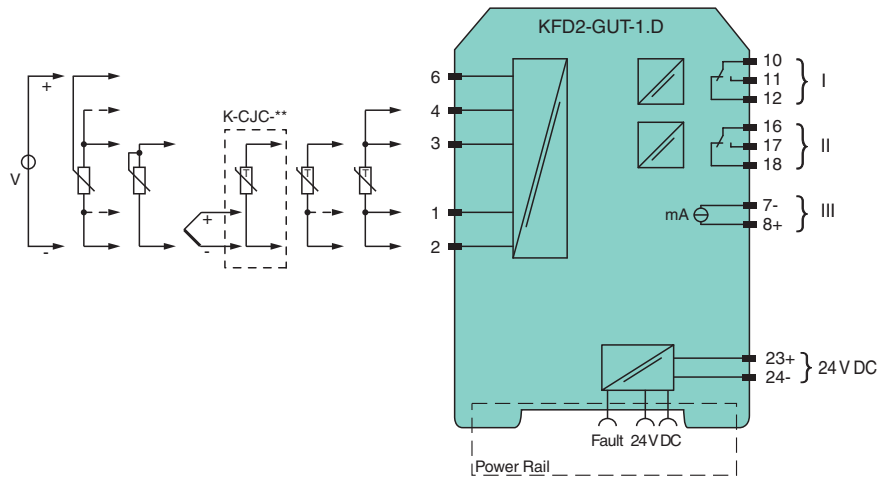 KFD2-GUT-1.D
6
4
3
1
2
+
V
-
K-CJC-**
+
-
T
T
T
10
11
12
I
16
17
18
II
mA
7-
8+
III
23+
24-
24 V DC
Fault
24 V DC
Power Rail